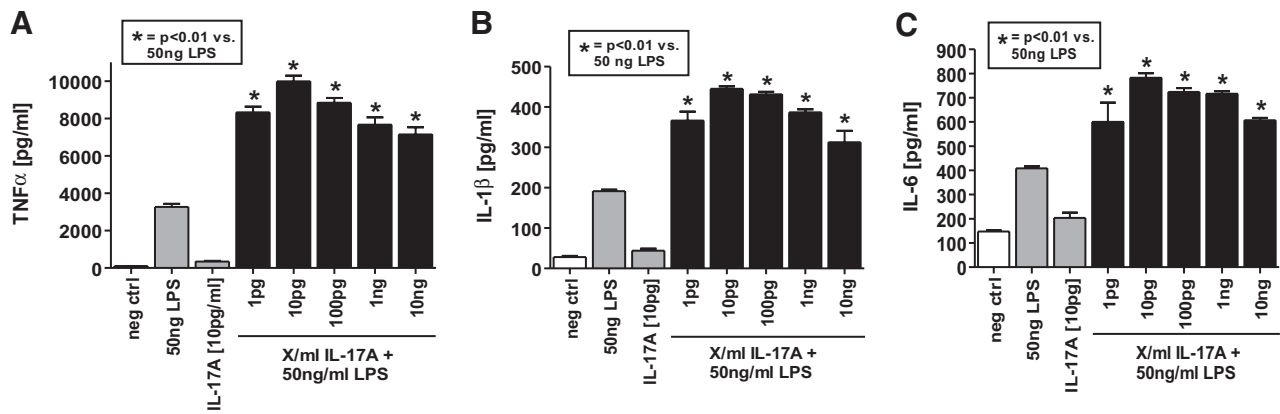 A
* = p<0.01 vs.
50ng LPS
TNFα [pg/ml]
10000
8000
6000
4000
2000
0
* * * * *
neg ctrl
50ng LPS
IL-17A [10pg/ml]
1pg
10pg
100pg
1ng
10ng
X/ml IL-17A +
50ng/ml LPS
B
* = p<0.01 vs.
50 ng LPS
IL-1β [pg/ml]
500
400
300
200
100
0
* * * * *
neg ctrl
50ng LPS
IL-17A [10pg]
1pg
10pg
100pg
1ng
10ng
X/ml IL-17A +
50ng/ml LPS
C
* = p<0.01 vs.
50ng LPS
IL-6 [pg/ml]
900
800
700
600
500
400
300
200
100
0
* * * * *
neg ctrl
50ng LPS
IL-17A [10pg]
1pg
10pg
100pg
1ng
10ng
X/ml IL-17A +
50ng/ml LPS